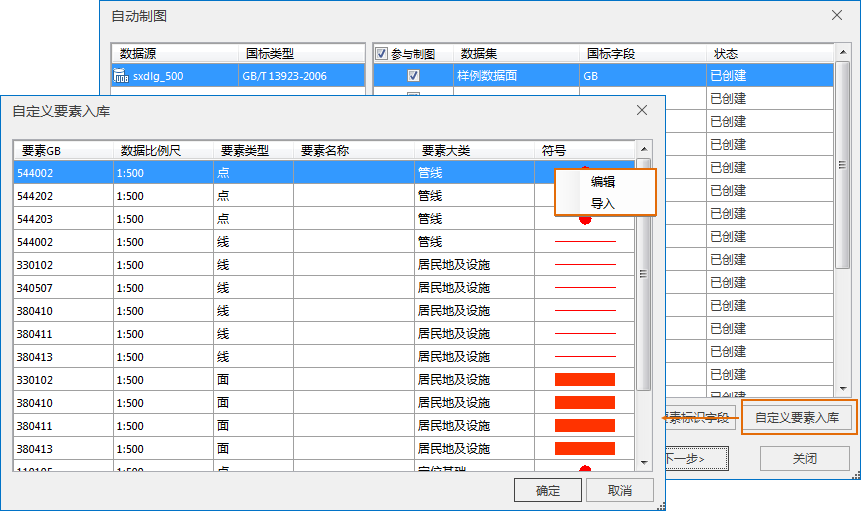 自动制图
数据源 国标类型 参与制图 数据集 国标字段 状态
sxdlg_500 GB/T13923-2006 样例数据面 GB 已创建
已创建
已创建
已创建
已创建
已创建
已创建
已创建
已创建
已创建
已创建
已创建
已创建
已创建
已创建
要素标识字段 自定义要素入库
下一步> 关闭
自定义要素入库
要素GB 数据比例尺 要素类型 要素名称 要素大类 符号
544002 1:500 点 管线
544202 1:500 点 管线
544203 1:500 点 管线
544002 1:500 线 管线
330102 1:500 线 居民地及设施
340507 1:500 线 居民地及设施
380410 1:500 线 居民地及设施
380411 1:500 线 居民地及设施
380413 1:500 线 居民地及设施
330102 1:500 面 居民地及设施
380410 1:500 面 居民地及设施
380411 1:500 面 居民地及设施
380413 1:500 面 居民地及设施
1:500 点 定位基础
编辑
导入
确定 取消